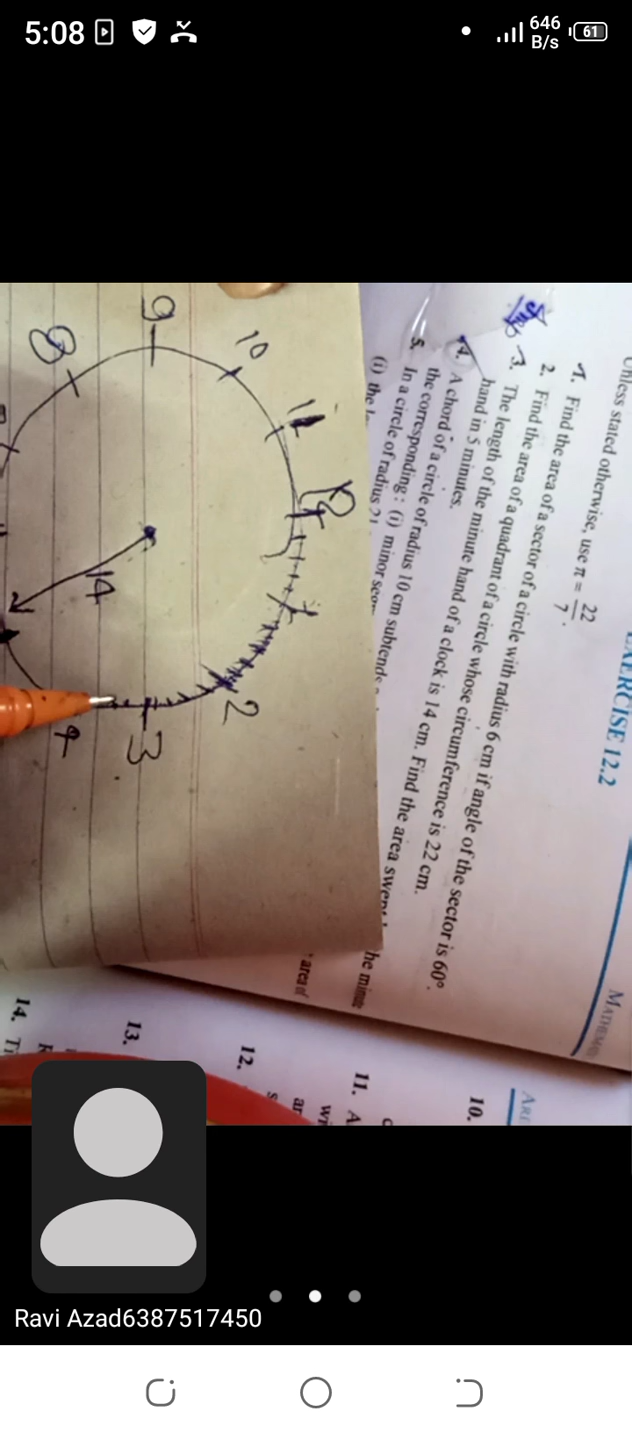 5:08
646
B/s
61
EXERCISE 12.2
Unless stated otherwise, use π = 22/7.
1. Find the area of a sector of a circle with radius 6 cm if angle of the sector is 60°.
2. Find the area of a quadrant of a circle whose circumference is 22 cm.
3. The length of the minute hand of a clock is 14 cm. Find the area swept
hand in 5 minutes.
4. A chord of a circle of radius 10 cm subtends
the corresponding : (i) minor
5. In a circle of radius 21
(i) the
he minute
area of
MATHEM
ARE
10.
11. A
12.
13.
14.
9
10
11
12
1
2
3
4
8
14
Ravi Azad6387517450